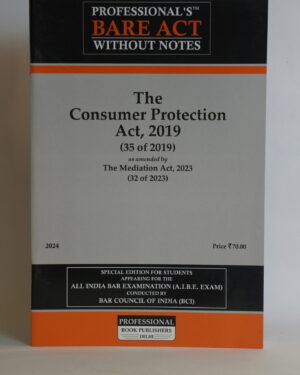 PROFESSIONAL'S™
BARE ACT
WITHOUT NOTES
The
Consumer Protection
Act, 2019
(35 of 2019)
as amended by
The Mediation Act, 2023
(32 of 2023)
2024 Price ₹70.00
SPECIAL EDITION FOR STUDENTS
APPEARING FOR THE
ALL INDIA BAR EXAMINATION (A.I.B.E. EXAM)
CONDUCTED BY
BAR COUNCIL OF INDIA (BCI)
PROFESSIONAL
BOOK PUBLISHERS
DELHI